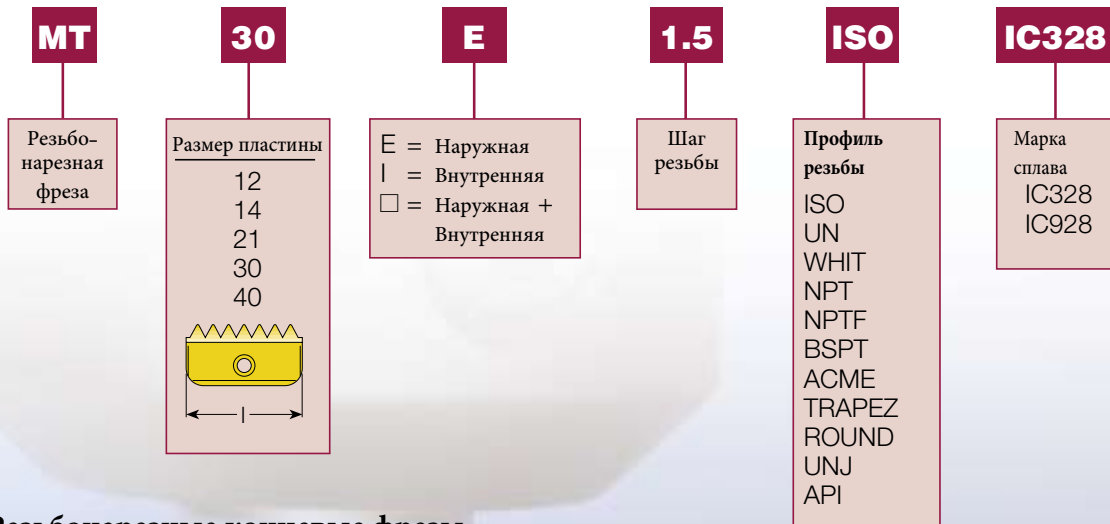 MT 30 E 1.5 ISO IC328
Резьбо-
нарезная
фреза
Размер пластины
12
14
21
30
40
l
E = Наружная
I = Внутренняя
□ = Наружная +
Внутренняя
Шаг
резьбы
Профиль
резьбы
ISO
UN
WHIT
NPT
NPTF
BSPT
ACME
TRAPEZ
ROUND
UNJ
API
Марка
сплава
IC328
IC928